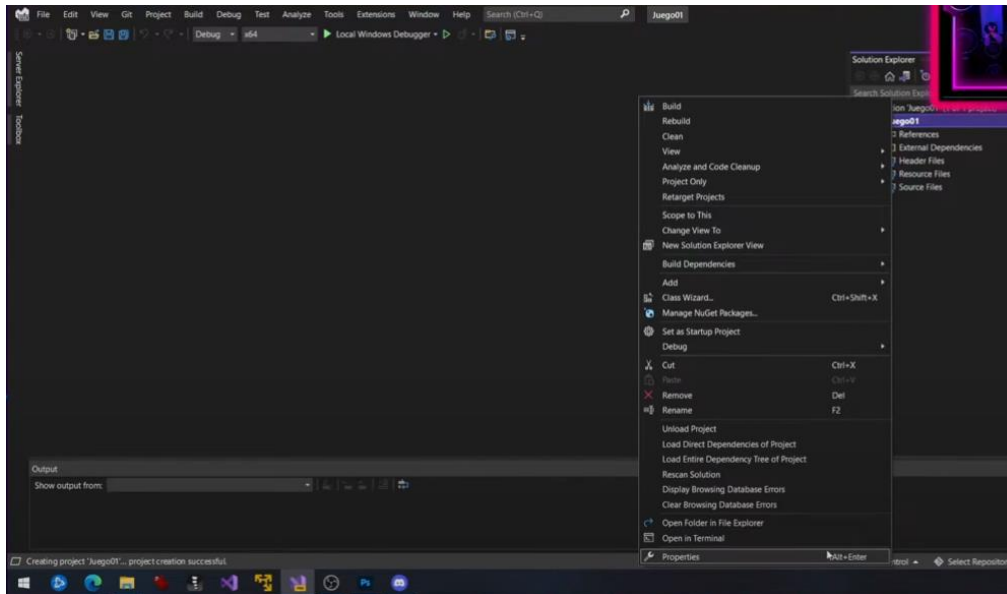 File Edit View Git Project Build Debug Test Analyze Tools Extensions Window Help Search (Ctrl+Q) Juego01
Debug x64 Local Windows Debugger
Server Explorer
Toolbox
Solution Explorer
Search Solution
Juego01
References
External Dependencies
Header Files
Resource Files
Source Files
Build
Rebuild
Clean
View
Analyze and Code Cleanup
Project Only
Retarget Projects
Scope to This
Change View To
New Solution Explorer View
Build Dependencies
Add
Class Wizard... Ctrl+Shift+X
Manage NuGet Packages...
Set as Startup Project
Debug
Cut Ctrl+X
Paste Ctrl+V
Remove Del
Rename F2
Unload Project
Load Direct Dependencies of Project
Load Entire Dependency Tree of Project
Rescan Solution
Display Browsing Database Errors
Clear Browsing Database Errors
Open Folder in File Explorer
Open in Terminal
Properties Alt+Enter
Output
Show output from:
Creating project 'Juego01'... project creation successful.
Select Repositor
Ps